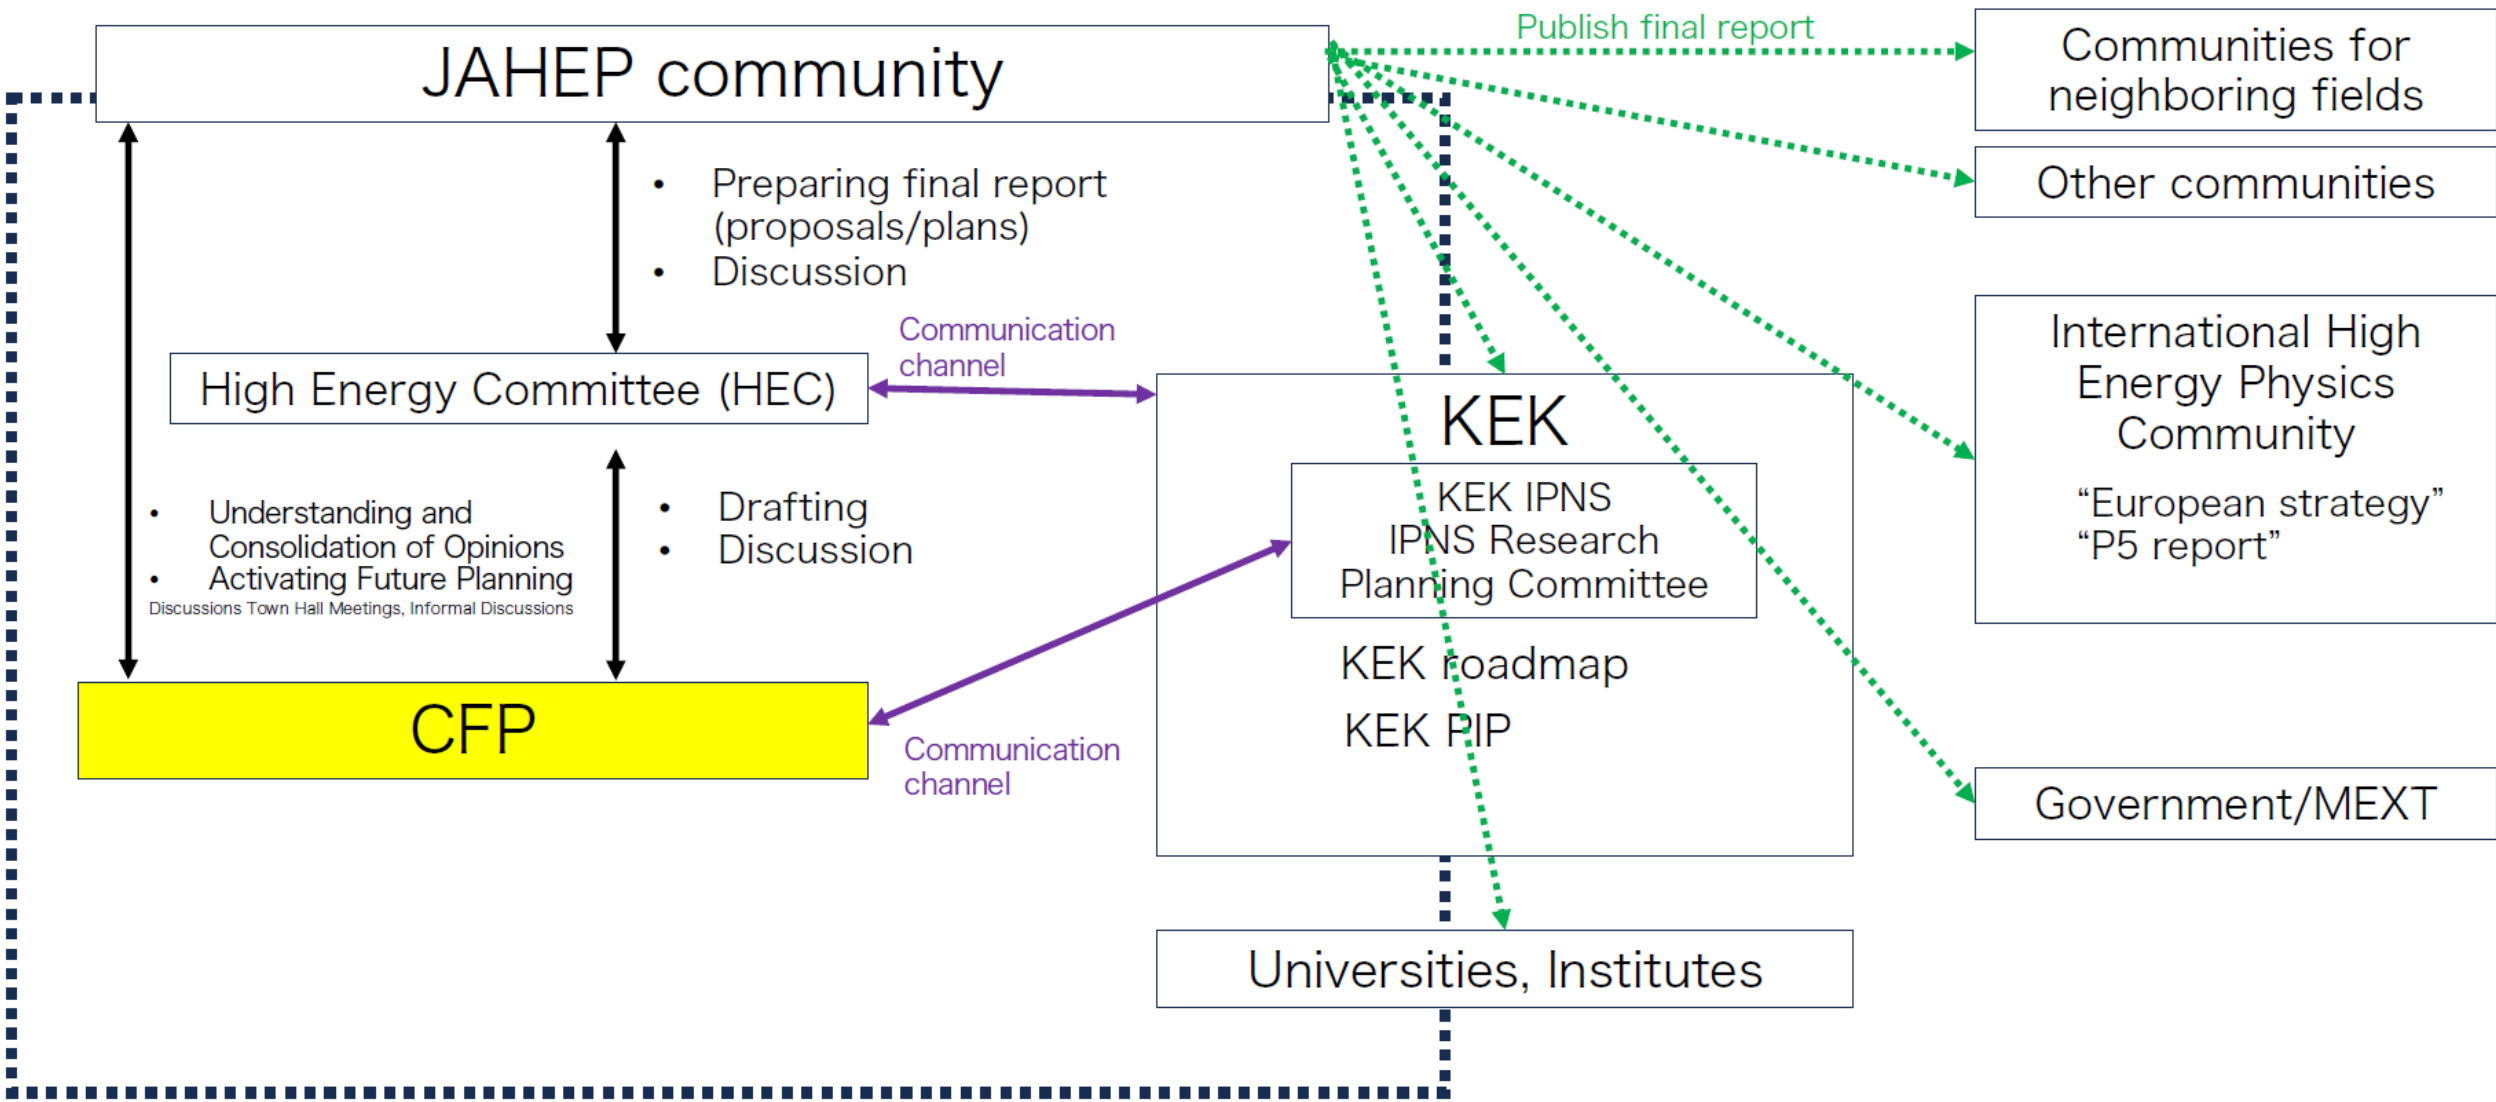 Publish final report
JAHEP community
Communities for
neighboring fields
Other communities
• Preparing final report
(proposals/plans)
• Discussion
Communication
channel
High Energy Committee (HEC)
International High
Energy Physics
Community
“European strategy”
“P5 report”
KEK
KEK IPNS
IPNS Research
Planning Committee
KEK roadmap
KEK PIP
• Understanding and
Consolidation of Opinions
• Activating Future Planning
Discussions Town Hall Meetings, Informal Discussions
• Drafting
• Discussion
CFP
Communication
channel
Government/MEXT
Universities, Institutes